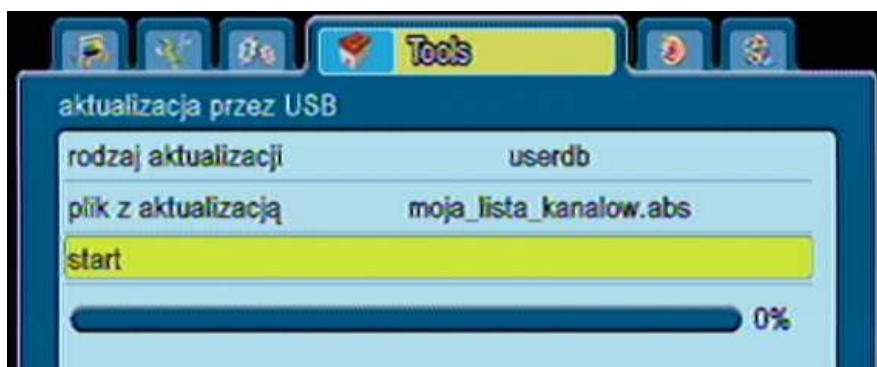 Tools
aktualizacja przez USB
rodzaj aktualizacji userdb
plik z aktualizacją moja_lista_kanalow.abs
start
0%